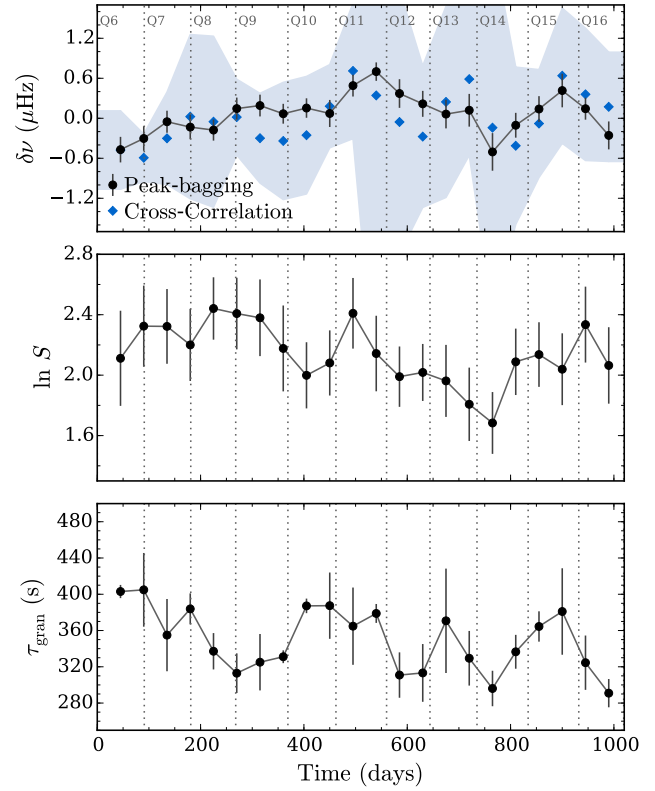 Q6 Q7 Q8 Q9 Q10 Q11 Q12 Q13 Q14 Q15 Q16
1.2
0.6
0.0
−0.6
−1.2
δν (μHz)
Peak-bagging
Cross-Correlation
2.8
2.4
2.0
1.6
ln S
480
440
400
360
320
280
τgran (s)
0 200 400 600 800 1000
Time (days)